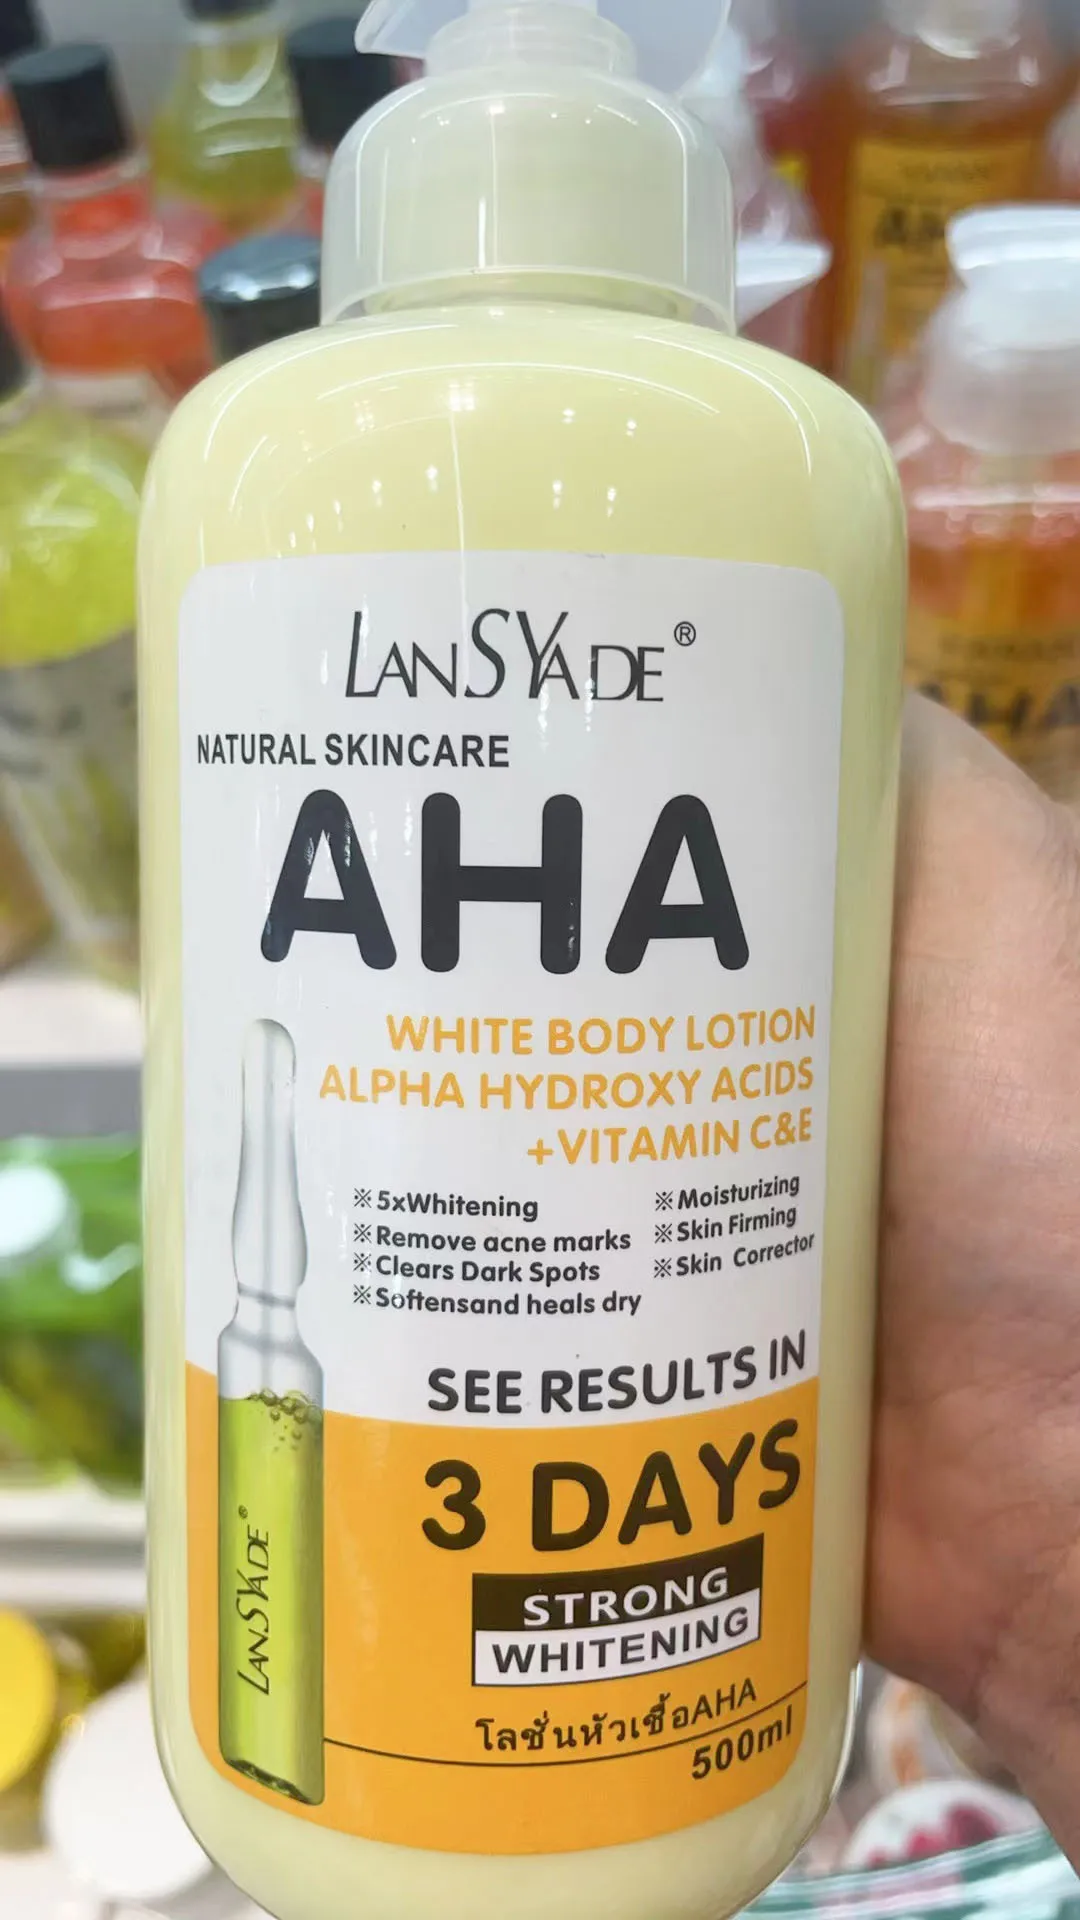 LANSYADE®
NATURAL SKINCARE
AHA
WHITE BODY LOTION
ALPHA HYDROXY ACIDS
+VITAMIN C&E
※5xWhitening
※Remove acne marks
※Clears Dark Spots
※Softensand heals dry
※Moisturizing
※Skin Firming
※Skin Corrector
SEE RESULTS IN
3 DAYS
STRONG
WHITENING
โลชั่นหัวเชื้อAHA
500ml
LANSYADE®
AHA